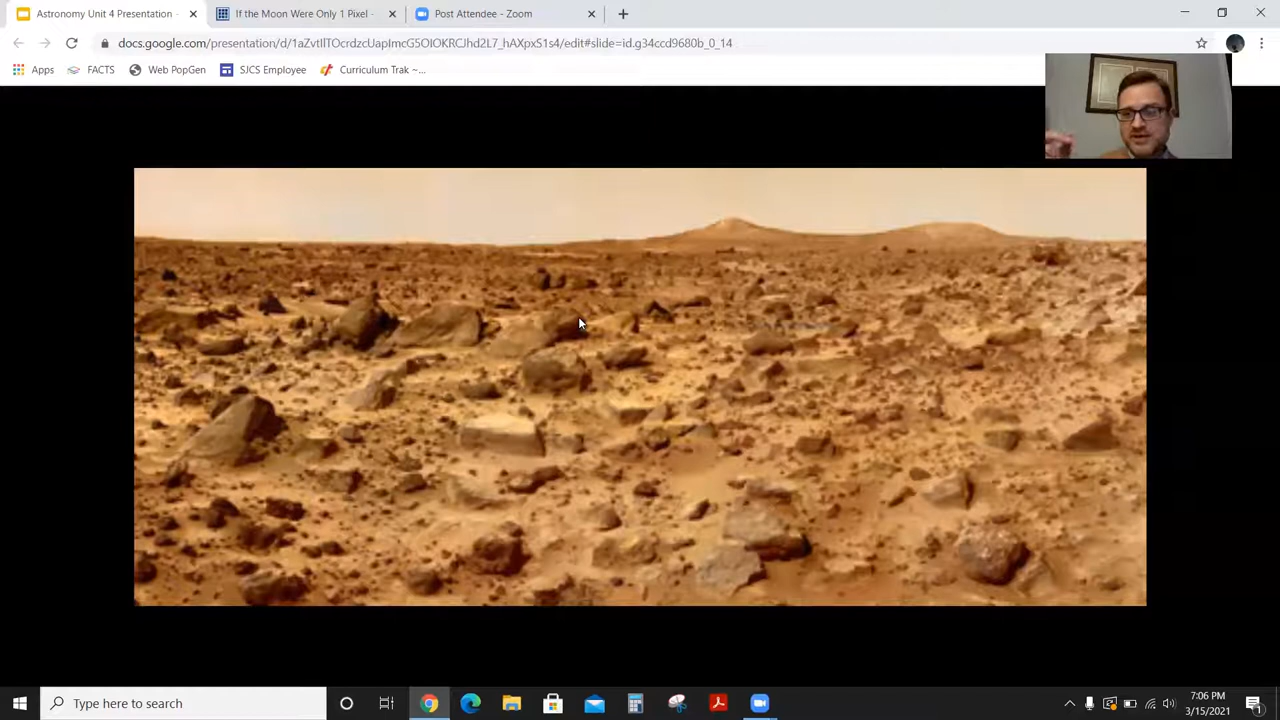 Astronomy Unit 4 Presentation - 
If the Moon Were Only 1 Pixel - 
Post Attendee - Zoom
docs.google.com/presentation/d/1aZvtIlTOcrdzcUapImcG5OIOKRCJhd2L7_hAXpxS1s4/edit#slide=id.g34ccd9680b_0_14
Apps
FACTS
Web PopGen
SJCS Employee
Curriculum Trak ~...
Type here to search
7:06 PM
3/15/2021
1